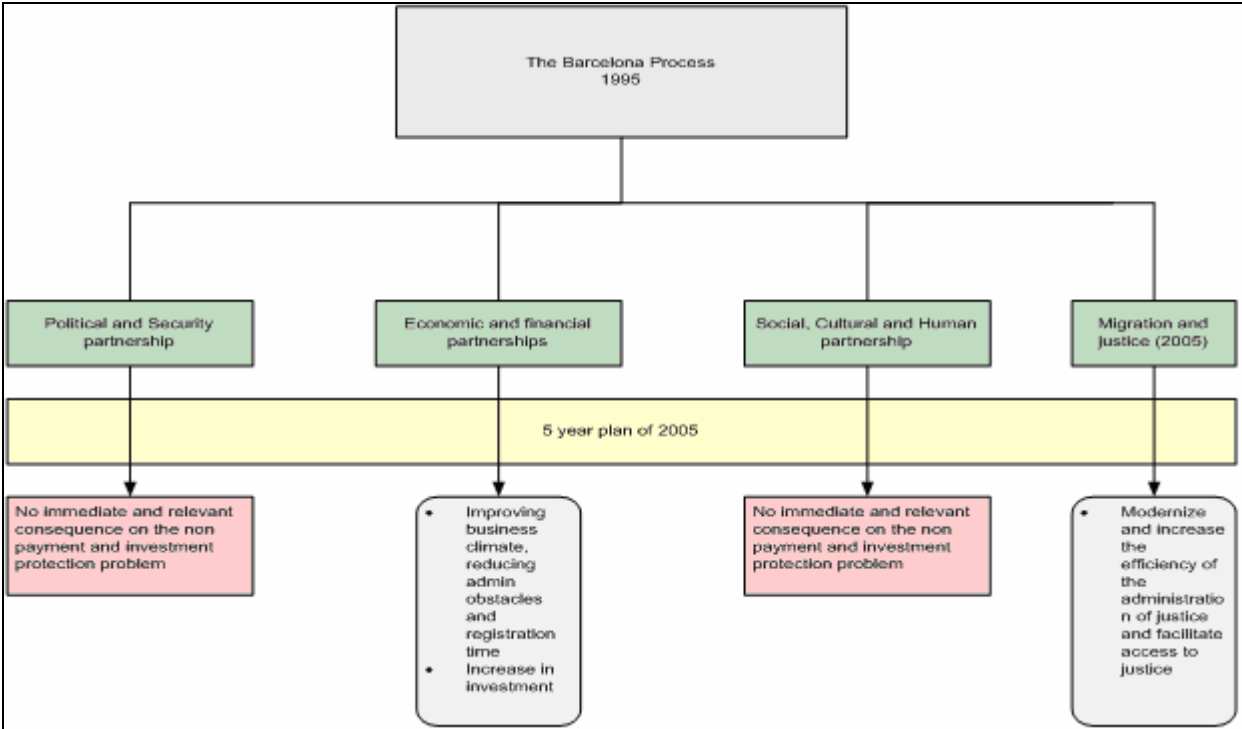 The Barcelona Process
1995
Political and Security
partnership
Economic and financial
partnerships
Social, Cultural and Human
partnership
Migration and
justice (2005)
5 year plan of 2005
No immediate and relevant
consequence on the non
payment and investment
protection problem
• Improving
business
climate,
reducing
admin
obstacles
and
registration
time
• Increase in
investment
No immediate and relevant
consequence on the non
payment and investment
protection problem
• Modernize
and increase
the
efficiency of
the
administratio
n of justice
and facilitate
access to
justice